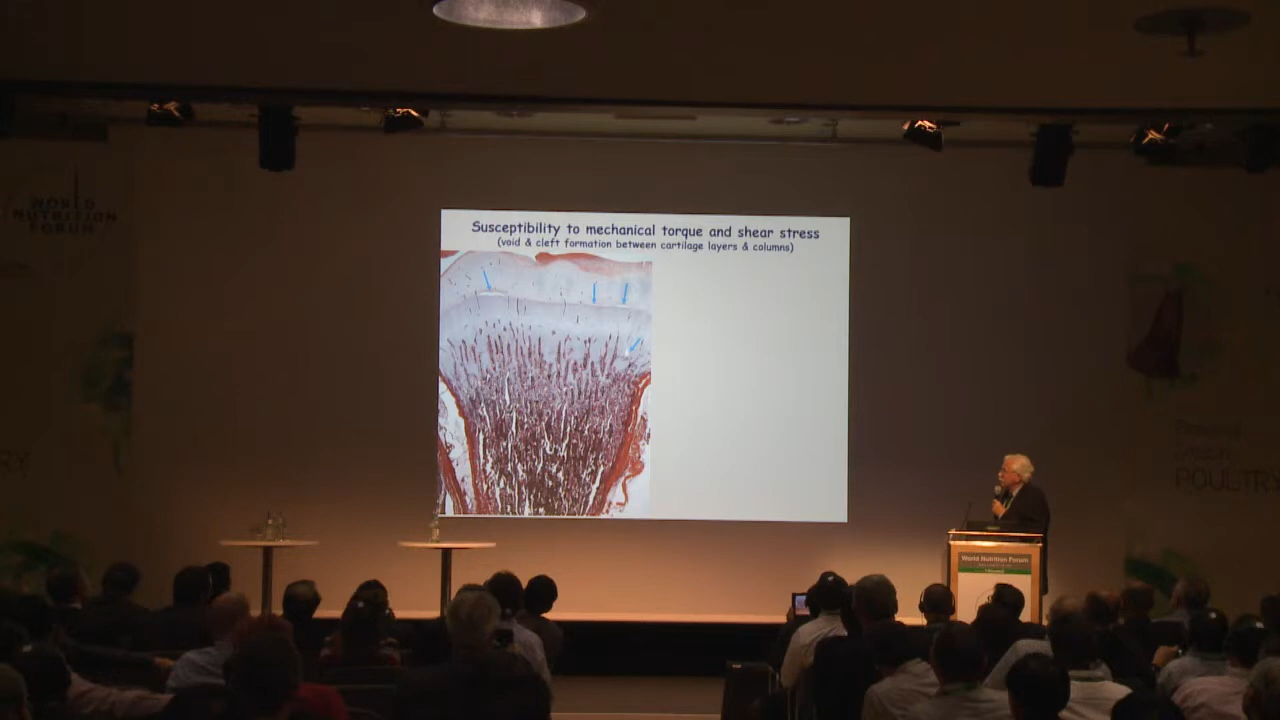 WORLD
NUTRITION
FORUM
Susceptibility to mechanical torque and shear stress
(void & cleft formation between cartilage layers & columns)
RY
POULTRY
World Nutrition Forum